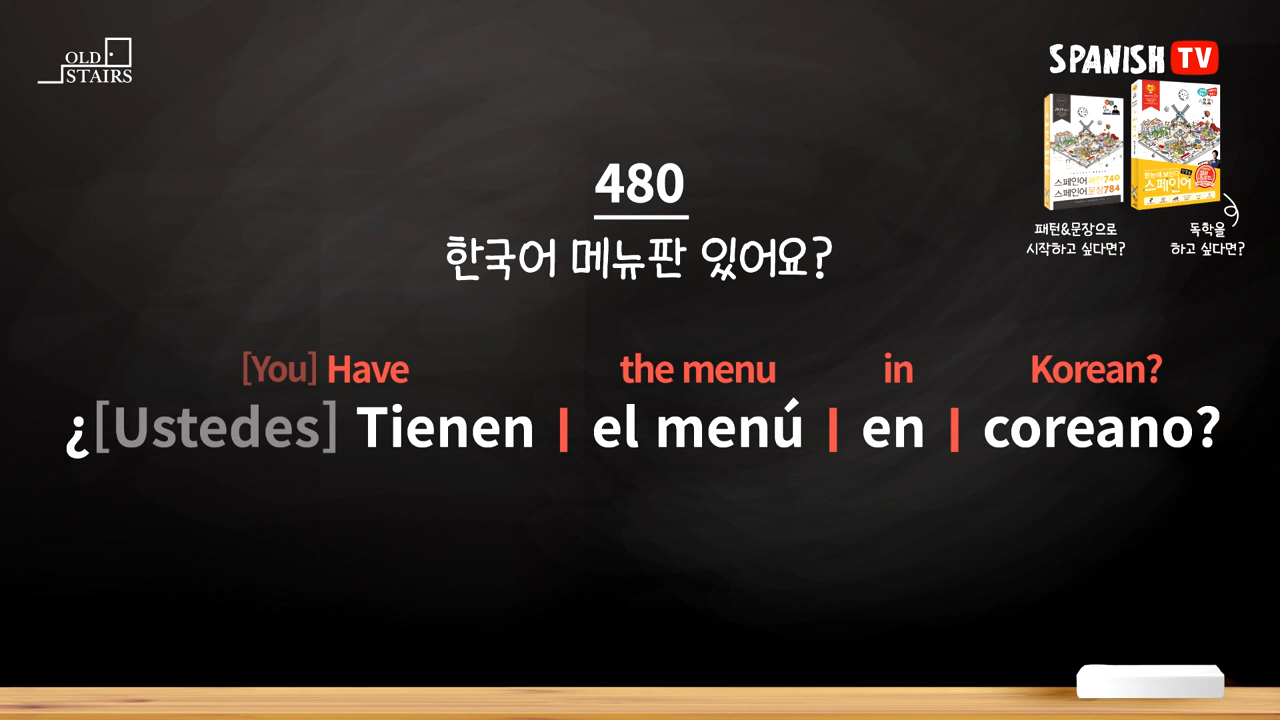 OLD
STAIRS
SPANISH TV
480
한국어 메뉴판 있어요?
스페인어패턴740
스페인어문장784
스페인어
패턴&문장으로
시작하고 싶다면?
독학을
하고 싶다면?
[You] Have the menu in Korean?
¿[Ustedes] Tienen | el menú | en | coreano?